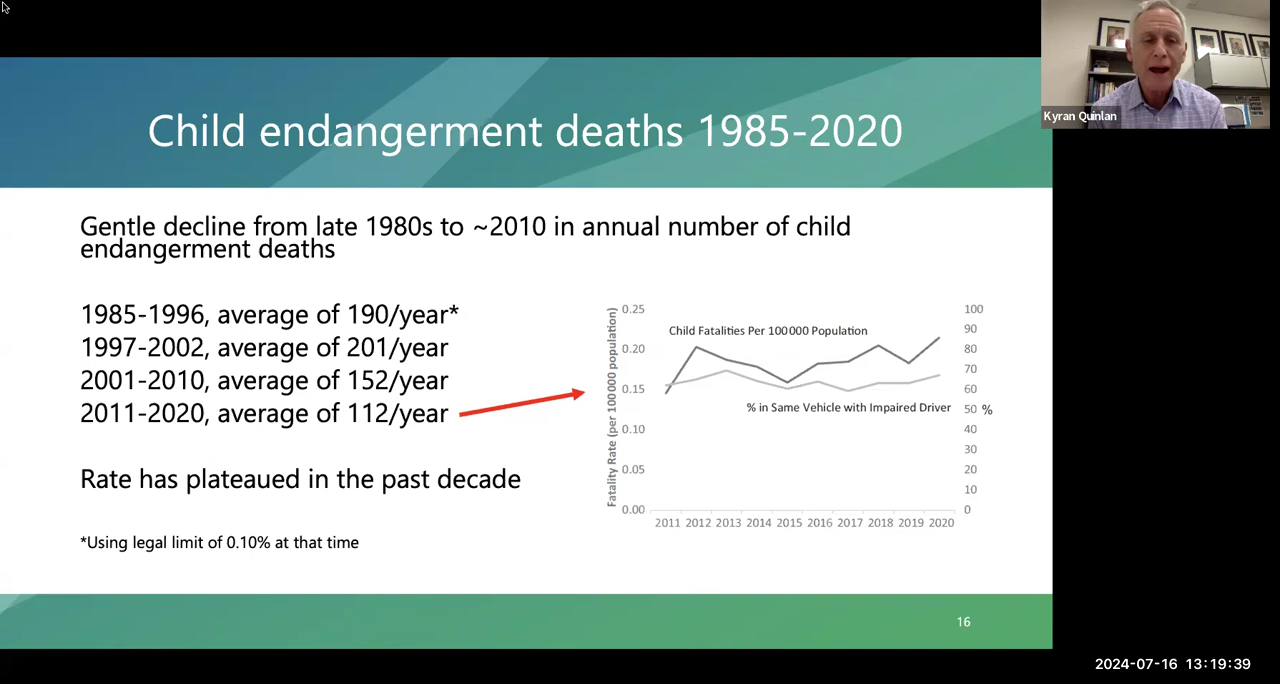 Kyran Quinlan
Child endangerment deaths 1985-2020
Gentle decline from late 1980s to ~2010 in annual number of child
endangerment deaths
1985-1996, average of 190/year*
1997-2002, average of 201/year
2001-2010, average of 152/year
2011-2020, average of 112/year
Rate has plateaued in the past decade
*Using legal limit of 0.10% at that time
Fatality Rate (per 100000 population)
0.25
0.20
0.15
0.10
0.05
0.00
Child Fatalities Per 100000 Population
% in Same Vehicle with Impaired Driver
100
90
80
70
60
50
40
30
20
10
0
%
2011 2012 2013 2014 2015 2016 2017 2018 2019 2020
16
2024-07-16 13:19:39